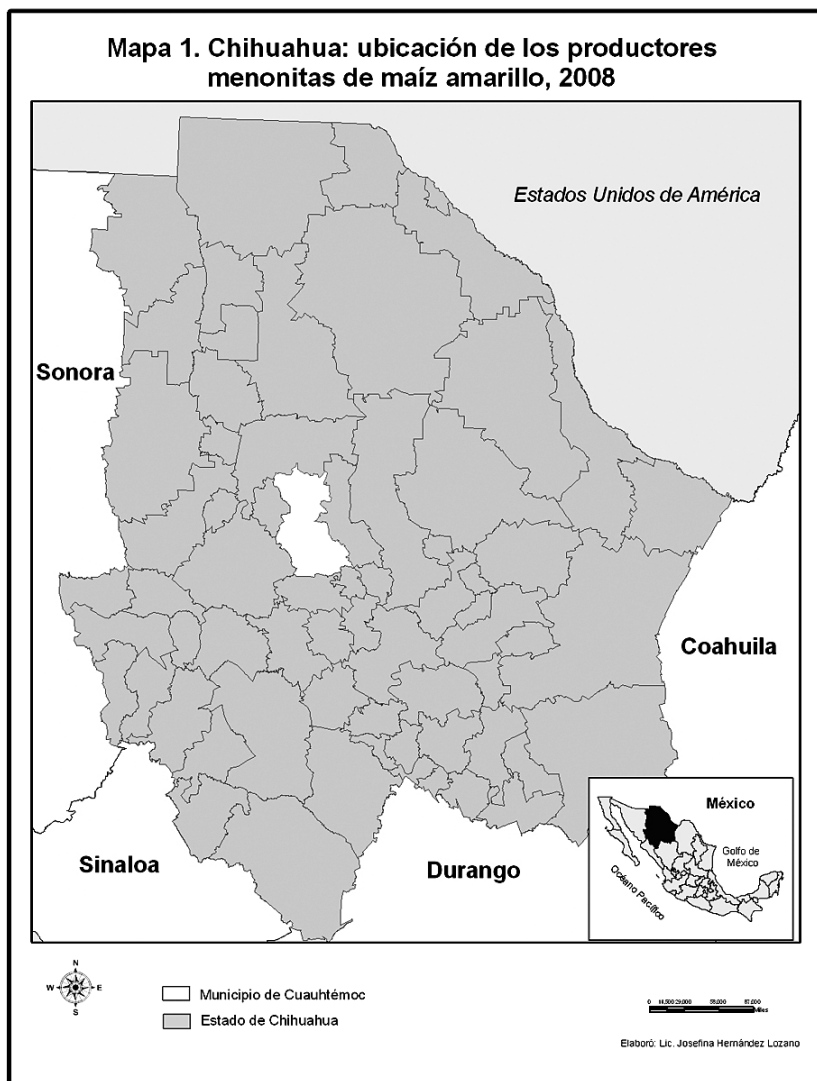 Mapa 1. Chihuahua: ubicación de los productores
menonitas de maíz amarillo, 2008
Estados Unidos de América
Sonora
Coahuila
Sinaloa
Durango
México
Golfo de
México
Océano Pacífico
N
W
E
S
Municipio de Cuauhtémoc
Estado de Chihuahua
Miles
Elaboró: Lic. Josefina Hernández Lozano